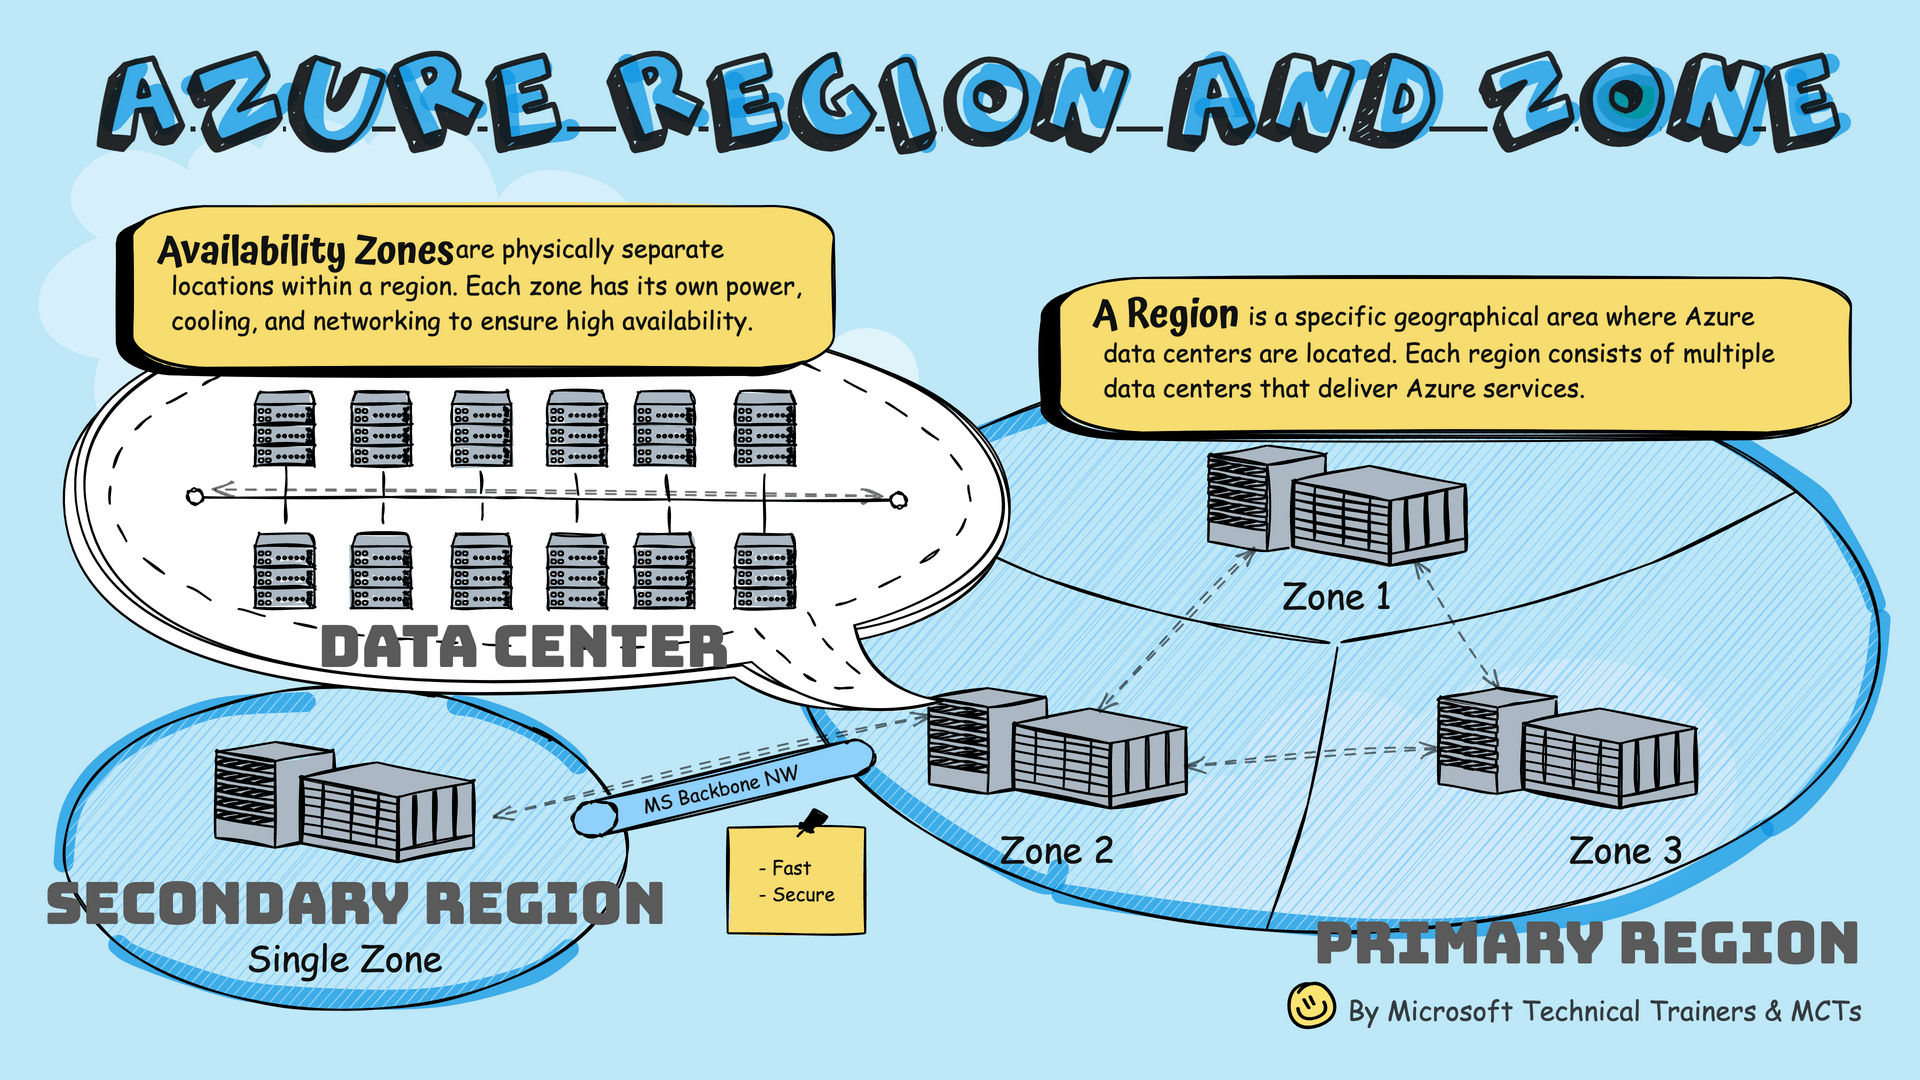 AZURE REGION AND ZONE
Availability Zones are physically separate
locations within a region. Each zone has its own power,
cooling, and networking to ensure high availability.
A Region is a specific geographical area where Azure
data centers are located. Each region consists of multiple
data centers that deliver Azure services.
DATA CENTER
Zone 1
Zone 2
Zone 3
MS Backbone NW
- Fast
- Secure
SECONDARY REGION
Single Zone
PRIMARY REGION
By Microsoft Technical Trainers & MCTs